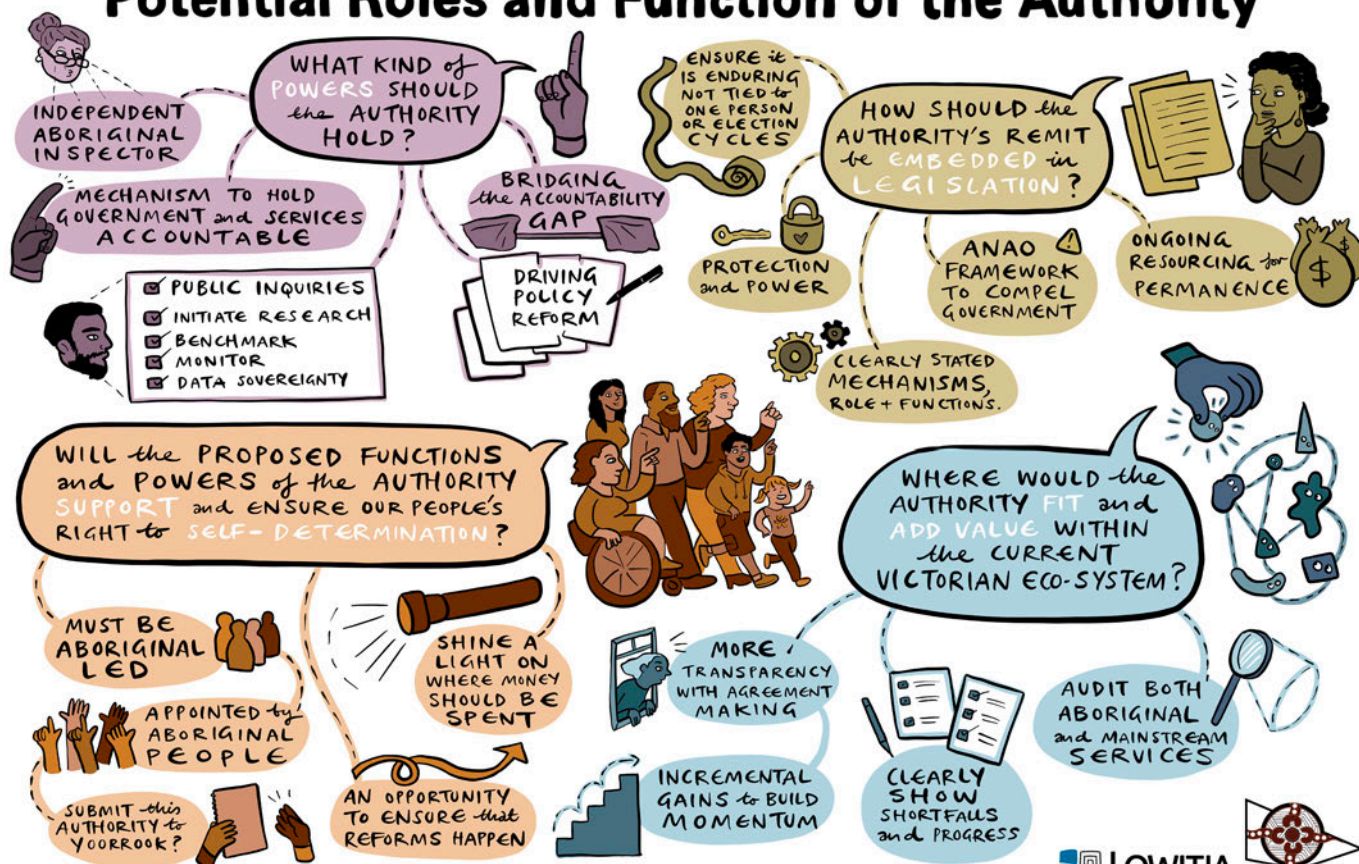 Potential Roles and Function of the Authority
WHAT KIND of
POWERS SHOULD
the AUTHORITY
HOLD?
INDEPENDENT
ABORIGINAL
INSPECTOR
MECHANISM TO HOLD
GOVERNMENT and SERVICES
ACCOUNTABLE
PUBLIC INQUIRIES
INITIATE RESEARCH
BENCHMARK
MONITOR
DATA SOVEREIGNTY
BRIDGING
the ACCOUNTABILITY
GAP
DRIVING
POLICY
REFORM
HOW SHOULD the
AUTHORITY'S REMIT
be EMBEDDED in
LEGISLATION?
ENSURE it
IS ENDURING
NOT TIED to
ONE PERSON
OR ELECTION
CYCLES
PROTECTION
and POWER
CLEARLY STATED
MECHANISMS,
ROLE + FUNCTIONS.
ANAO
FRAMEWORK
TO COMPEL
GOVERNMENT
ONGOING
RESOURCING for
PERMANENCE
$
$
WILL the PROPOSED FUNCTIONS
and POWERS of the AUTHORITY
SUPPORT and ENSURE OUR PEOPLE'S
RIGHT to SELF-DETERMINATION?
MUST BE
ABORIGINAL
LED
APPOINTED by
ABORIGINAL
PEOPLE
SUBMIT this
AUTHORITY to
YOORROOK?
AN OPPORTUNITY
TO ENSURE that
REFORMS HAPPEN
SHINE A
LIGHT ON
WHERE MONEY
SHOULD BE
SPENT
WHERE WOULD the
AUTHORITY FIT and
ADD VALUE WITHIN
the CURRENT
VICTORIAN ECO-SYSTEM?
MORE
TRANSPARENCY
WITH AGREEMENT
MAKING
INCREMENTAL
GAINS to BUILD
MOMENTUM
CLEARLY
SHOW
SHORTFALLS
and PROGRESS
AUDIT BOTH
ABORIGINAL
and MAINSTREAM
SERVICES
LOWITJA